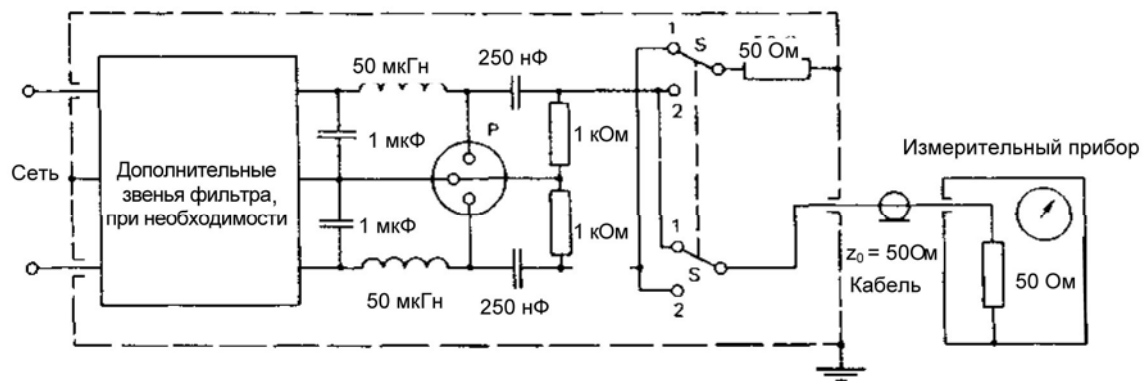 1
S
50 Ом
50 мкГн
250 нФ
2
1 мкФ
P
1 кОм
Измерительный прибор
Сеть
Дополнительные
звенья фильтра,
при необходимости
1 мкФ
1 кОм
1
S
z₀ = 50Ом
Кабель
50 Ом
50 мкГн
250 нФ
2